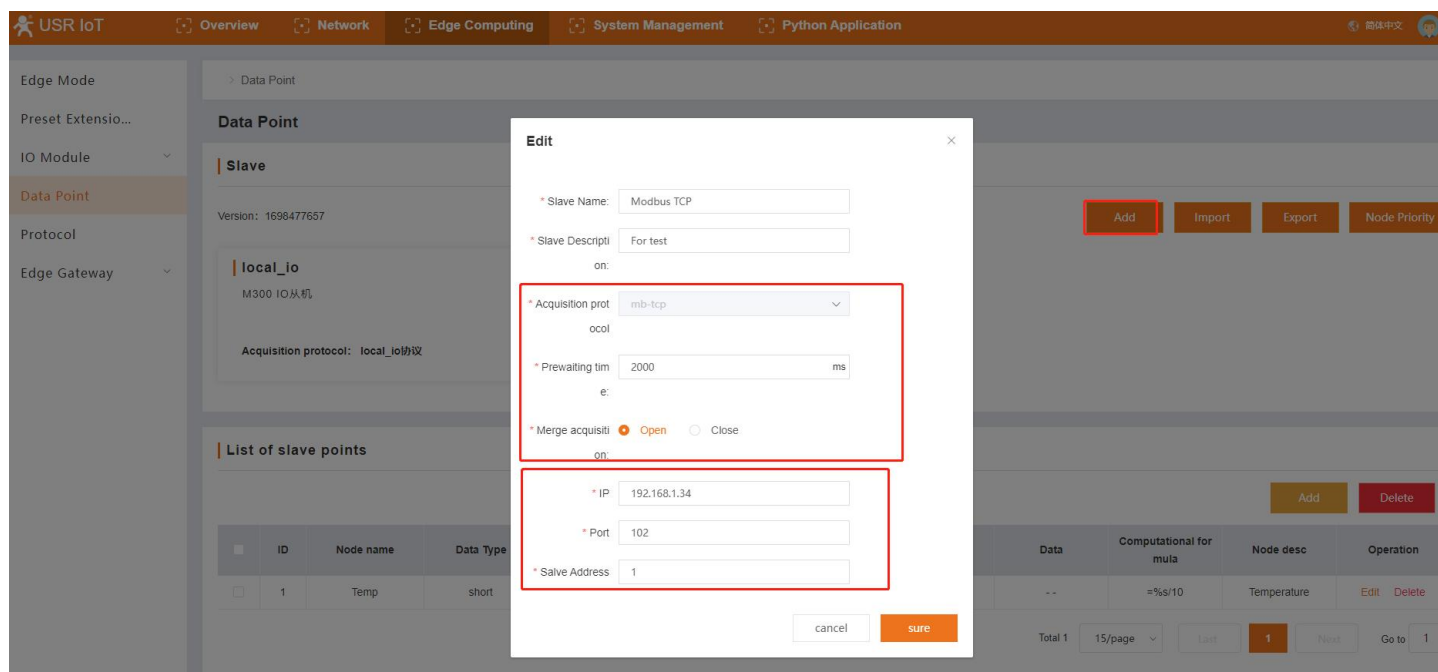 USR IoT
Overview
Network
Edge Computing
System Management
Python Application
简体中文
Edge Mode
Preset Extensio...
IO Module
Data Point
Protocol
Edge Gateway
> Data Point
Data Point
Slave
Version: 1698477657
Add
Import
Export
Node Priority
local_io
M300 IO从机
Acquisition protocol: local_io协议
List of slave points
Add
Delete
ID
Node name
Data Type
Data
Computational for
mula
Node desc
Operation
1
Temp
short
--
=%s/10
Temperature
Edit Delete
Total 1
15/page
Last
1
Next
Go to 1
Edit
* Slave Name: Modbus TCP
* Slave Descripti For test
on:
* Acquisition prot mb-tcp
ocol
* Prewaiting tim 2000 ms
e:
* Merge acquisiti Open Close
on:
* IP 192.168.1.34
* Port 102
* Salve Address 1
cancel
sure